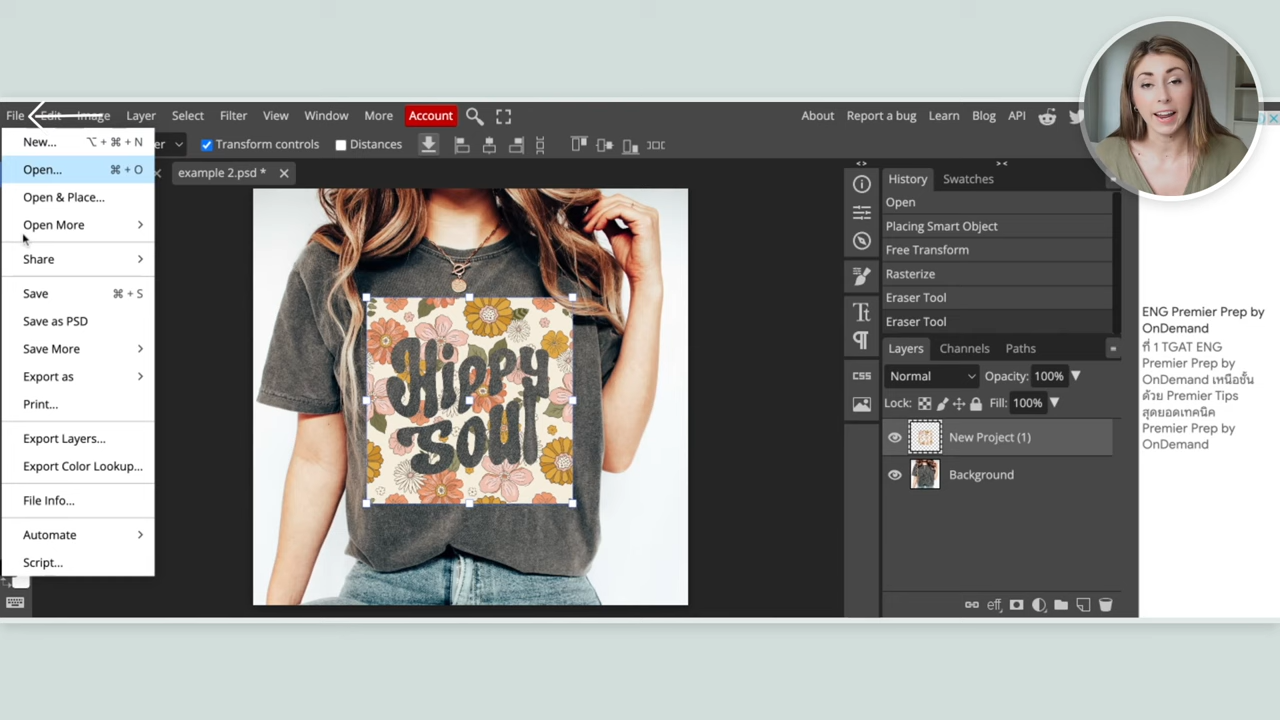 File Edit Image Layer Select Filter View Window More Account About Report a bug Learn Blog API
New... ⌥ + ⌘ + N
Transform controls Distances
Open... ⌘ + O
example 2.psd *
Open & Place...
Open More
Share
Save ⌘ + S
Save as PSD
Save More
Export as
Print...
Export Layers...
Export Color Lookup...
File Info...
Automate
Script...
Hippy
Soul
History Swatches
Open
Placing Smart Object
Free Transform
Rasterize
Eraser Tool
Eraser Tool
Layers Channels Paths
Normal Opacity: 100%
Lock: Fill: 100%
New Project (1)
Background
CSS
eff
ENG Premier Prep by
OnDemand
ที่ 1 TGAT ENG
Premier Prep by
OnDemand เหนือชั้น
ด้วย Premier Tips
สุดยอดเทคนิค
Premier Prep by
OnDemand